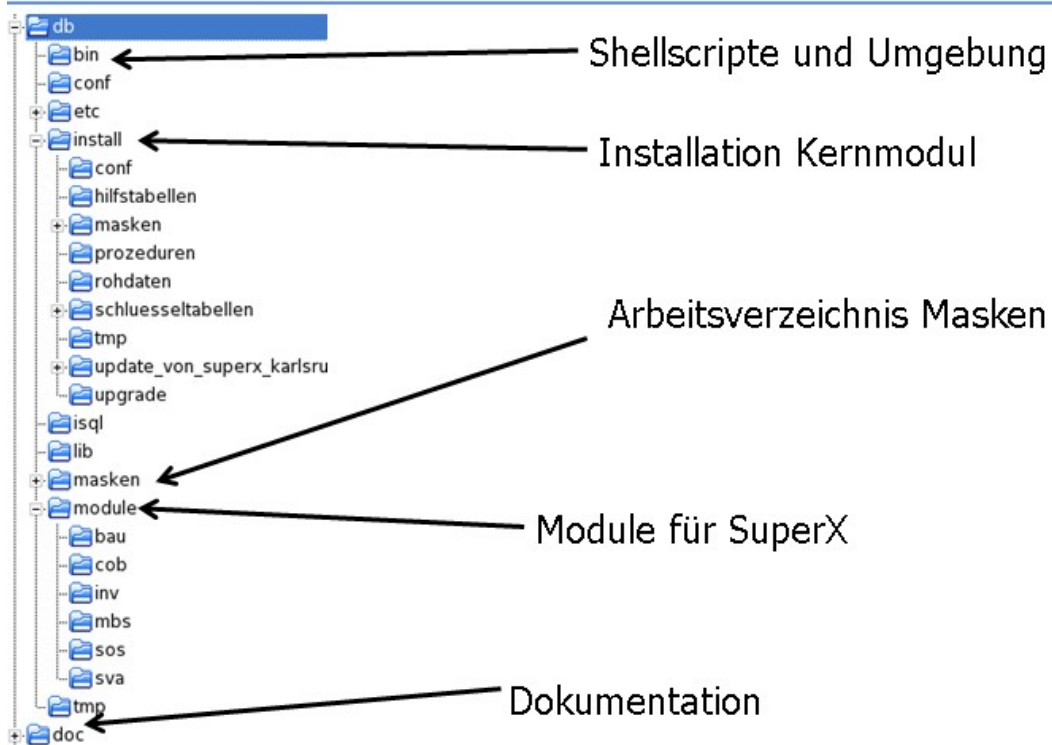 db
bin
Shellscripte und Umgebung
conf
etc
install
Installation Kernmodul
conf
hilfstabellen
masken
prozeduren
rohdaten
schluesseltabellen
Arbeitsverzeichnis Masken
tmp
update_von_superx_karlsru
upgrade
isql
lib
masken
module
Module für SuperX
bau
cob
inv
mbs
sos
sva
Dokumentation
tmp
doc